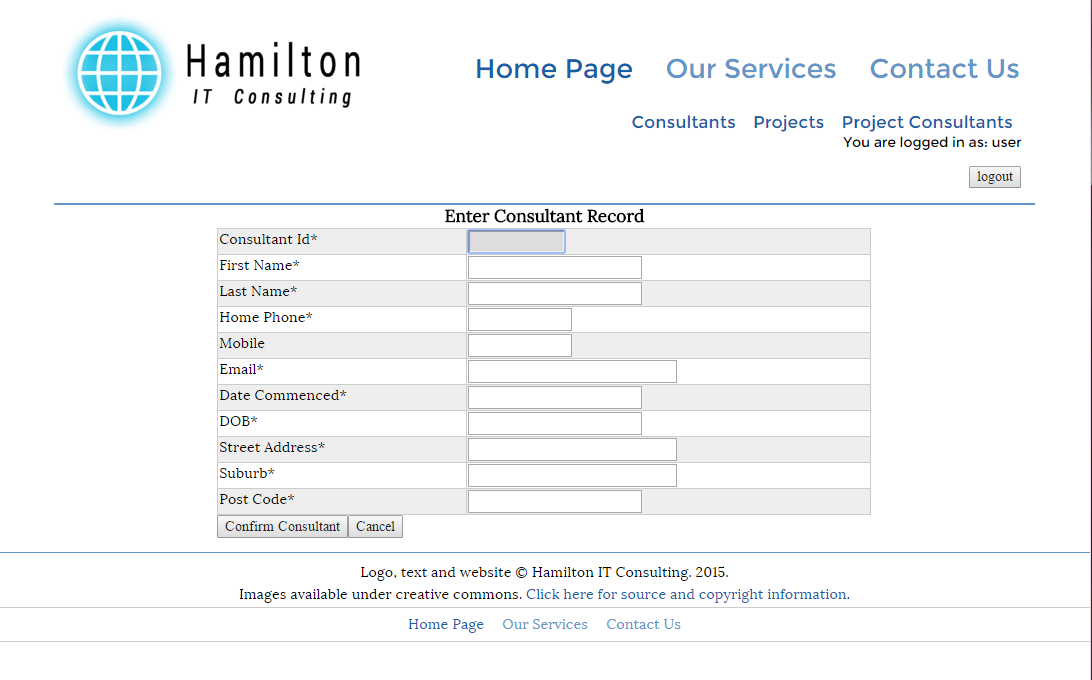 Hamilton
IT Consulting
Home Page Our Services Contact Us
Consultants Projects Project Consultants
You are logged in as: user
logout
Enter Consultant Record
Consultant Id*
First Name*
Last Name*
Home Phone*
Mobile
Email*
Date Commenced*
DOB*
Street Address*
Suburb*
Post Code*
Confirm Consultant Cancel
Logo, text and website © Hamilton IT Consulting. 2015.
Images available under creative commons. Click here for source and copyright information.
Home Page Our Services Contact Us